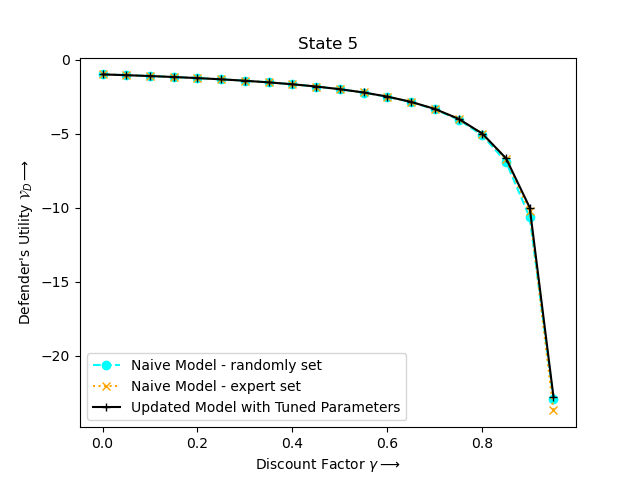 State 5
Defender's Utility 𝒱_D ⟶
0
−5
−10
−15
−20
Naive Model - randomly set
Naive Model - expert set
Updated Model with Tuned Parameters
0.0 0.2 0.4 0.6 0.8
Discount Factor γ ⟶